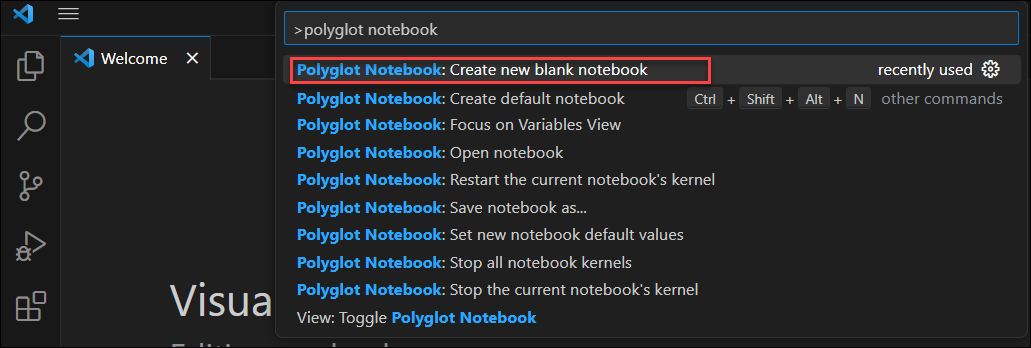 >polyglot notebook
Welcome
Polyglot Notebook: Create new blank notebook recently used
Polyglot Notebook: Create default notebook Ctrl + Shift + Alt + N other commands
Polyglot Notebook: Focus on Variables View
Polyglot Notebook: Open notebook
Polyglot Notebook: Restart the current notebook's kernel
Polyglot Notebook: Save notebook as...
Polyglot Notebook: Set new notebook default values
Polyglot Notebook: Stop all notebook kernels
Polyglot Notebook: Stop the current notebook's kernel
View: Toggle Polyglot Notebook
Visua